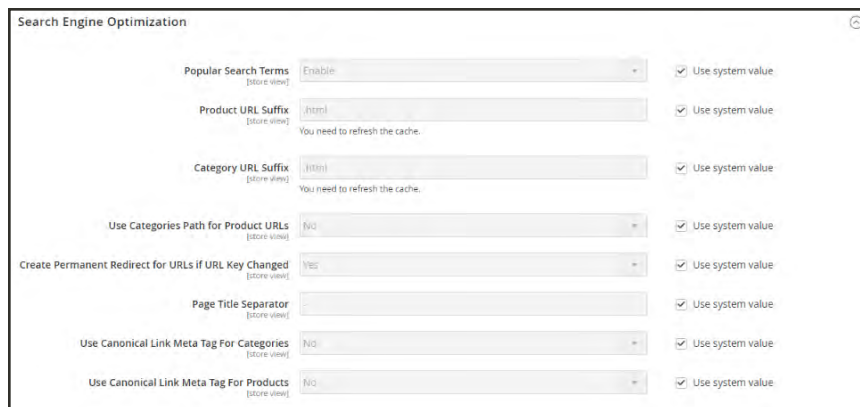 Search Engine Optimization
Popular Search Terms Enable Use system value
[store view]
Product URL Suffix .html Use system value
[store view]
You need to refresh the cache.
Category URL Suffix .html Use system value
[store view]
You need to refresh the cache.
Use Categories Path for Product URLs No Use system value
[store view]
Create Permanent Redirect for URLs if URL Key Changed Yes Use system value
[store view]
Page Title Separator - Use system value
[store view]
Use Canonical Link Meta Tag For Categories No Use system value
[store view]
Use Canonical Link Meta Tag For Products No Use system value
[store view]